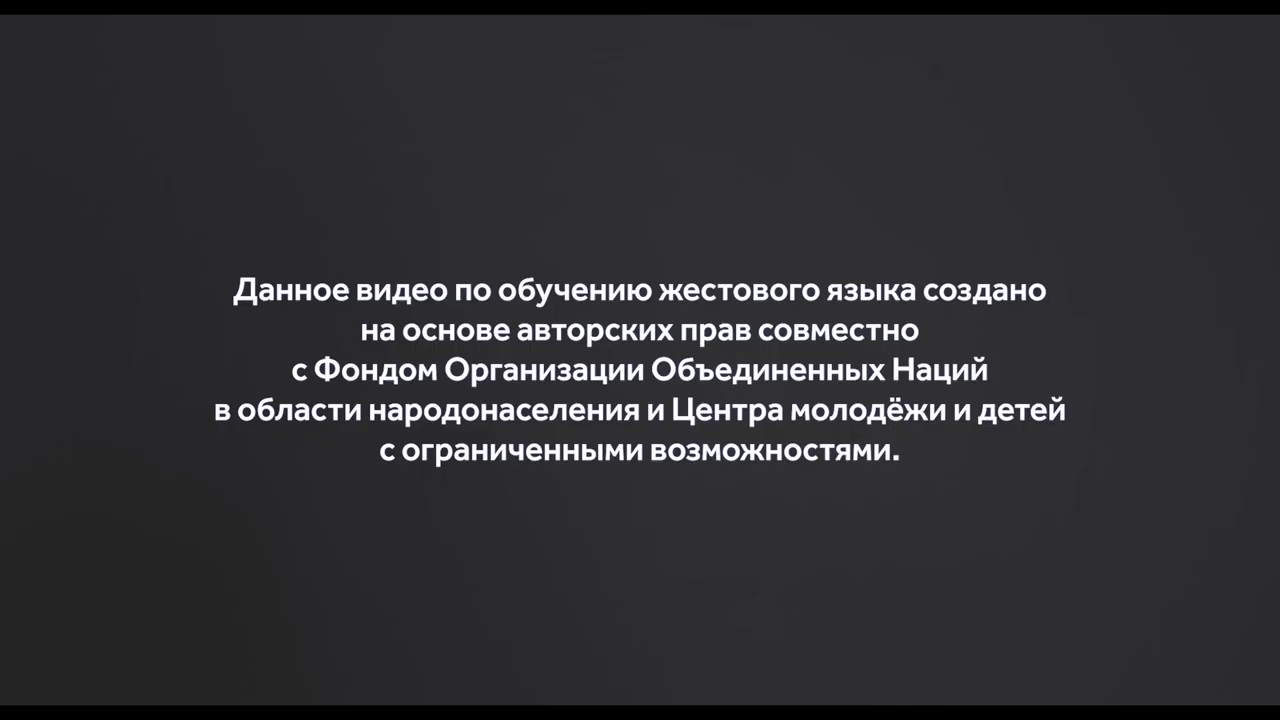 Данное видео по обучению жестового языка создано
на основе авторских прав совместно
с Фондом Организации Объединенных Наций
в области народонаселения и Центра молодёжи и детей
с ограниченными возможностями.